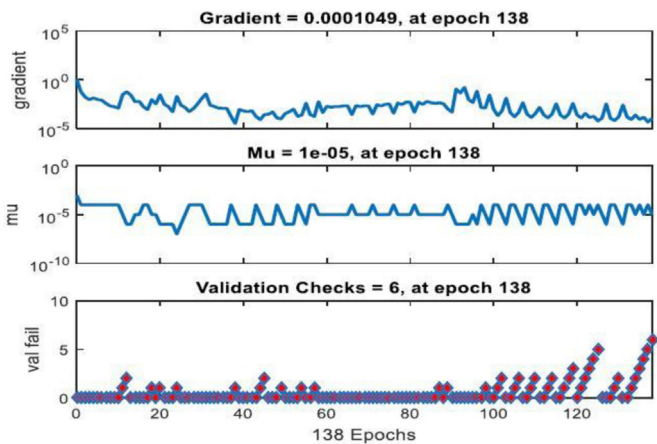 Gradient = 0.0001049, at epoch 138
10^5
gradient
10^0
10^-5
Mu = 1e-05, at epoch 138
10^0
mu
10^-5
10^-10
Validation Checks = 6, at epoch 138
10
val fail
5
0
0 20 40 60 80 100 120
138 Epochs